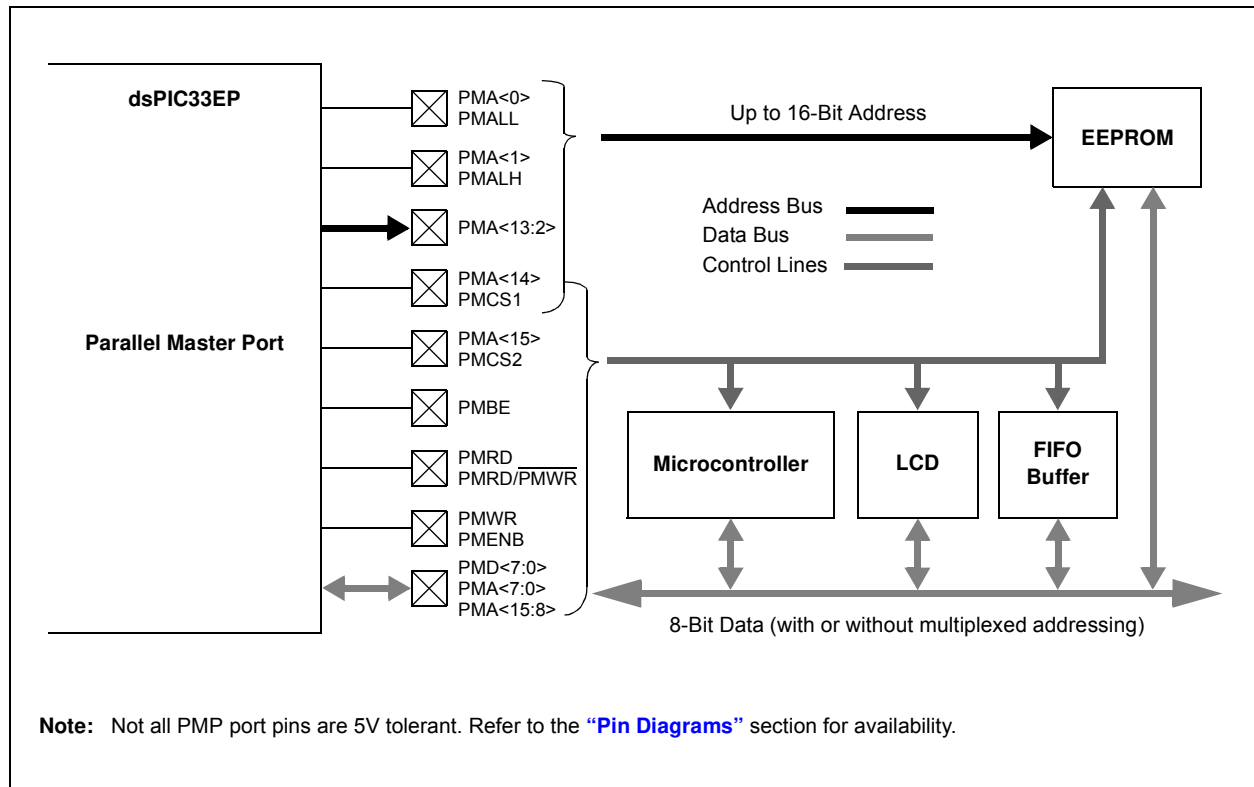 dsPIC33EP
Parallel Master Port
PMA<0>
PMALL
PMA<1>
PMALH
PMA<13:2>
PMA<14>
PMCS1
PMA<15>
PMCS2
PMBE
PMRD
PMRD/PMWR
PMWR
PMENB
PMD<7:0>
PMA<7:0>
PMA<15:8>
Up to 16-Bit Address
EEPROM
Address Bus
Data Bus
Control Lines
Microcontroller
LCD
FIFO
Buffer
8-Bit Data (with or without multiplexed addressing)
Note: Not all PMP port pins are 5V tolerant. Refer to the “Pin Diagrams” section for availability.